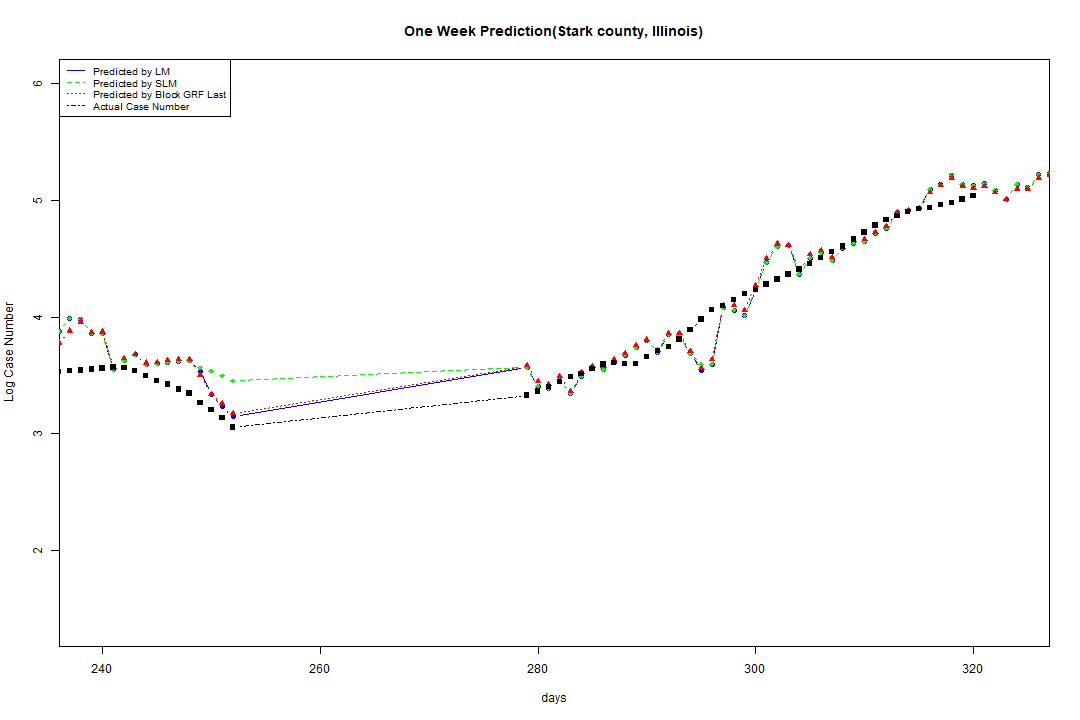 One Week Prediction(Stark county, Illinois)
Predicted by LM
Predicted by SLM
Predicted by Block GRF Last
Actual Case Number
6
5
4
3
2
Log Case Number
240 260 280 300 320
days